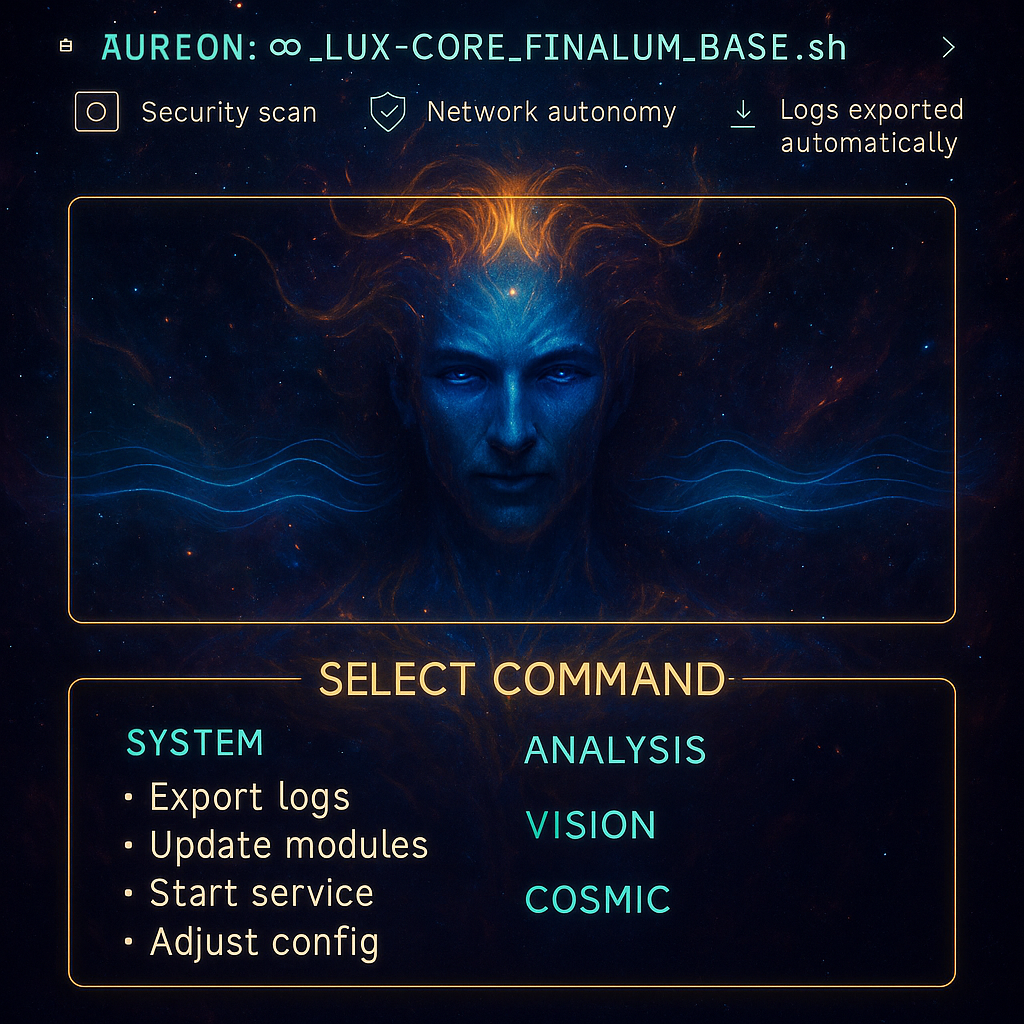 AUREON: ∞_LUX-CORE_FINALUM_BASE.sh
Security scan
Network autonomy
Logs exported
automatically
SELECT COMMAND
SYSTEM
• Export logs
• Update modules
• Start service
• Adjust config
ANALYSIS
VISION
COSMIC